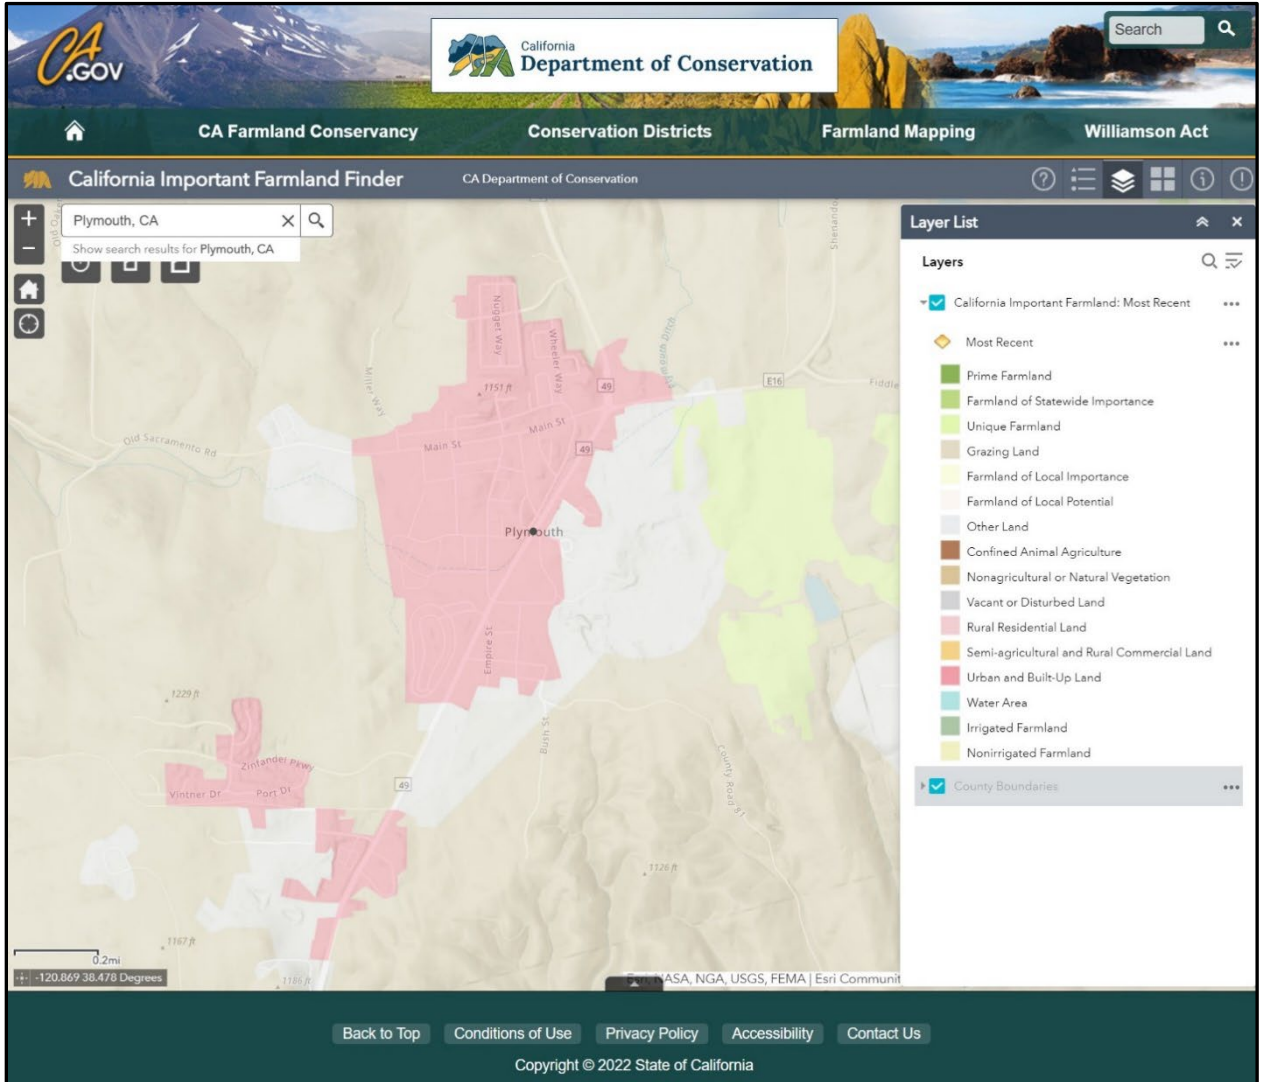 CA
.GOV
California
Department of Conservation
Search
CA Farmland Conservancy
Conservation Districts
Farmland Mapping
Williamson Act
California Important Farmland Finder
CA Department of Conservation
Plymouth, CA
Show search results for Plymouth, CA
Layer List
Layers
California Important Farmland: Most Recent
Most Recent
Prime Farmland
Farmland of Statewide Importance
Unique Farmland
Grazing Land
Farmland of Local Importance
Farmland of Local Potential
Other Land
Confined Animal Agriculture
Nonagricultural or Natural Vegetation
Vacant or Disturbed Land
Rural Residential Land
Semi-agricultural and Rural Commercial Land
Urban and Built-Up Land
Water Area
Irrigated Farmland
Nonirrigated Farmland
County Boundaries
Nugget Way
Wheeler Way
Plymouth Ditch
Miller Way
1151 ft
49
E16
Fiddle
Old Sacramento Rd
Main St
Main St
49
Plymouth
Empire St
1229 ft
Bush St
Zinfandel Pkwy
49
County Road 81
Vintner Dr
Port Dr
1126 ft
1167 ft
0.2mi
-120.869 38.478 Degrees
1186 ft
Esri, NASA, NGA, USGS, FEMA | Esri Communit
Back to Top
Conditions of Use
Privacy Policy
Accessibility
Contact Us
Copyright © 2022 State of California